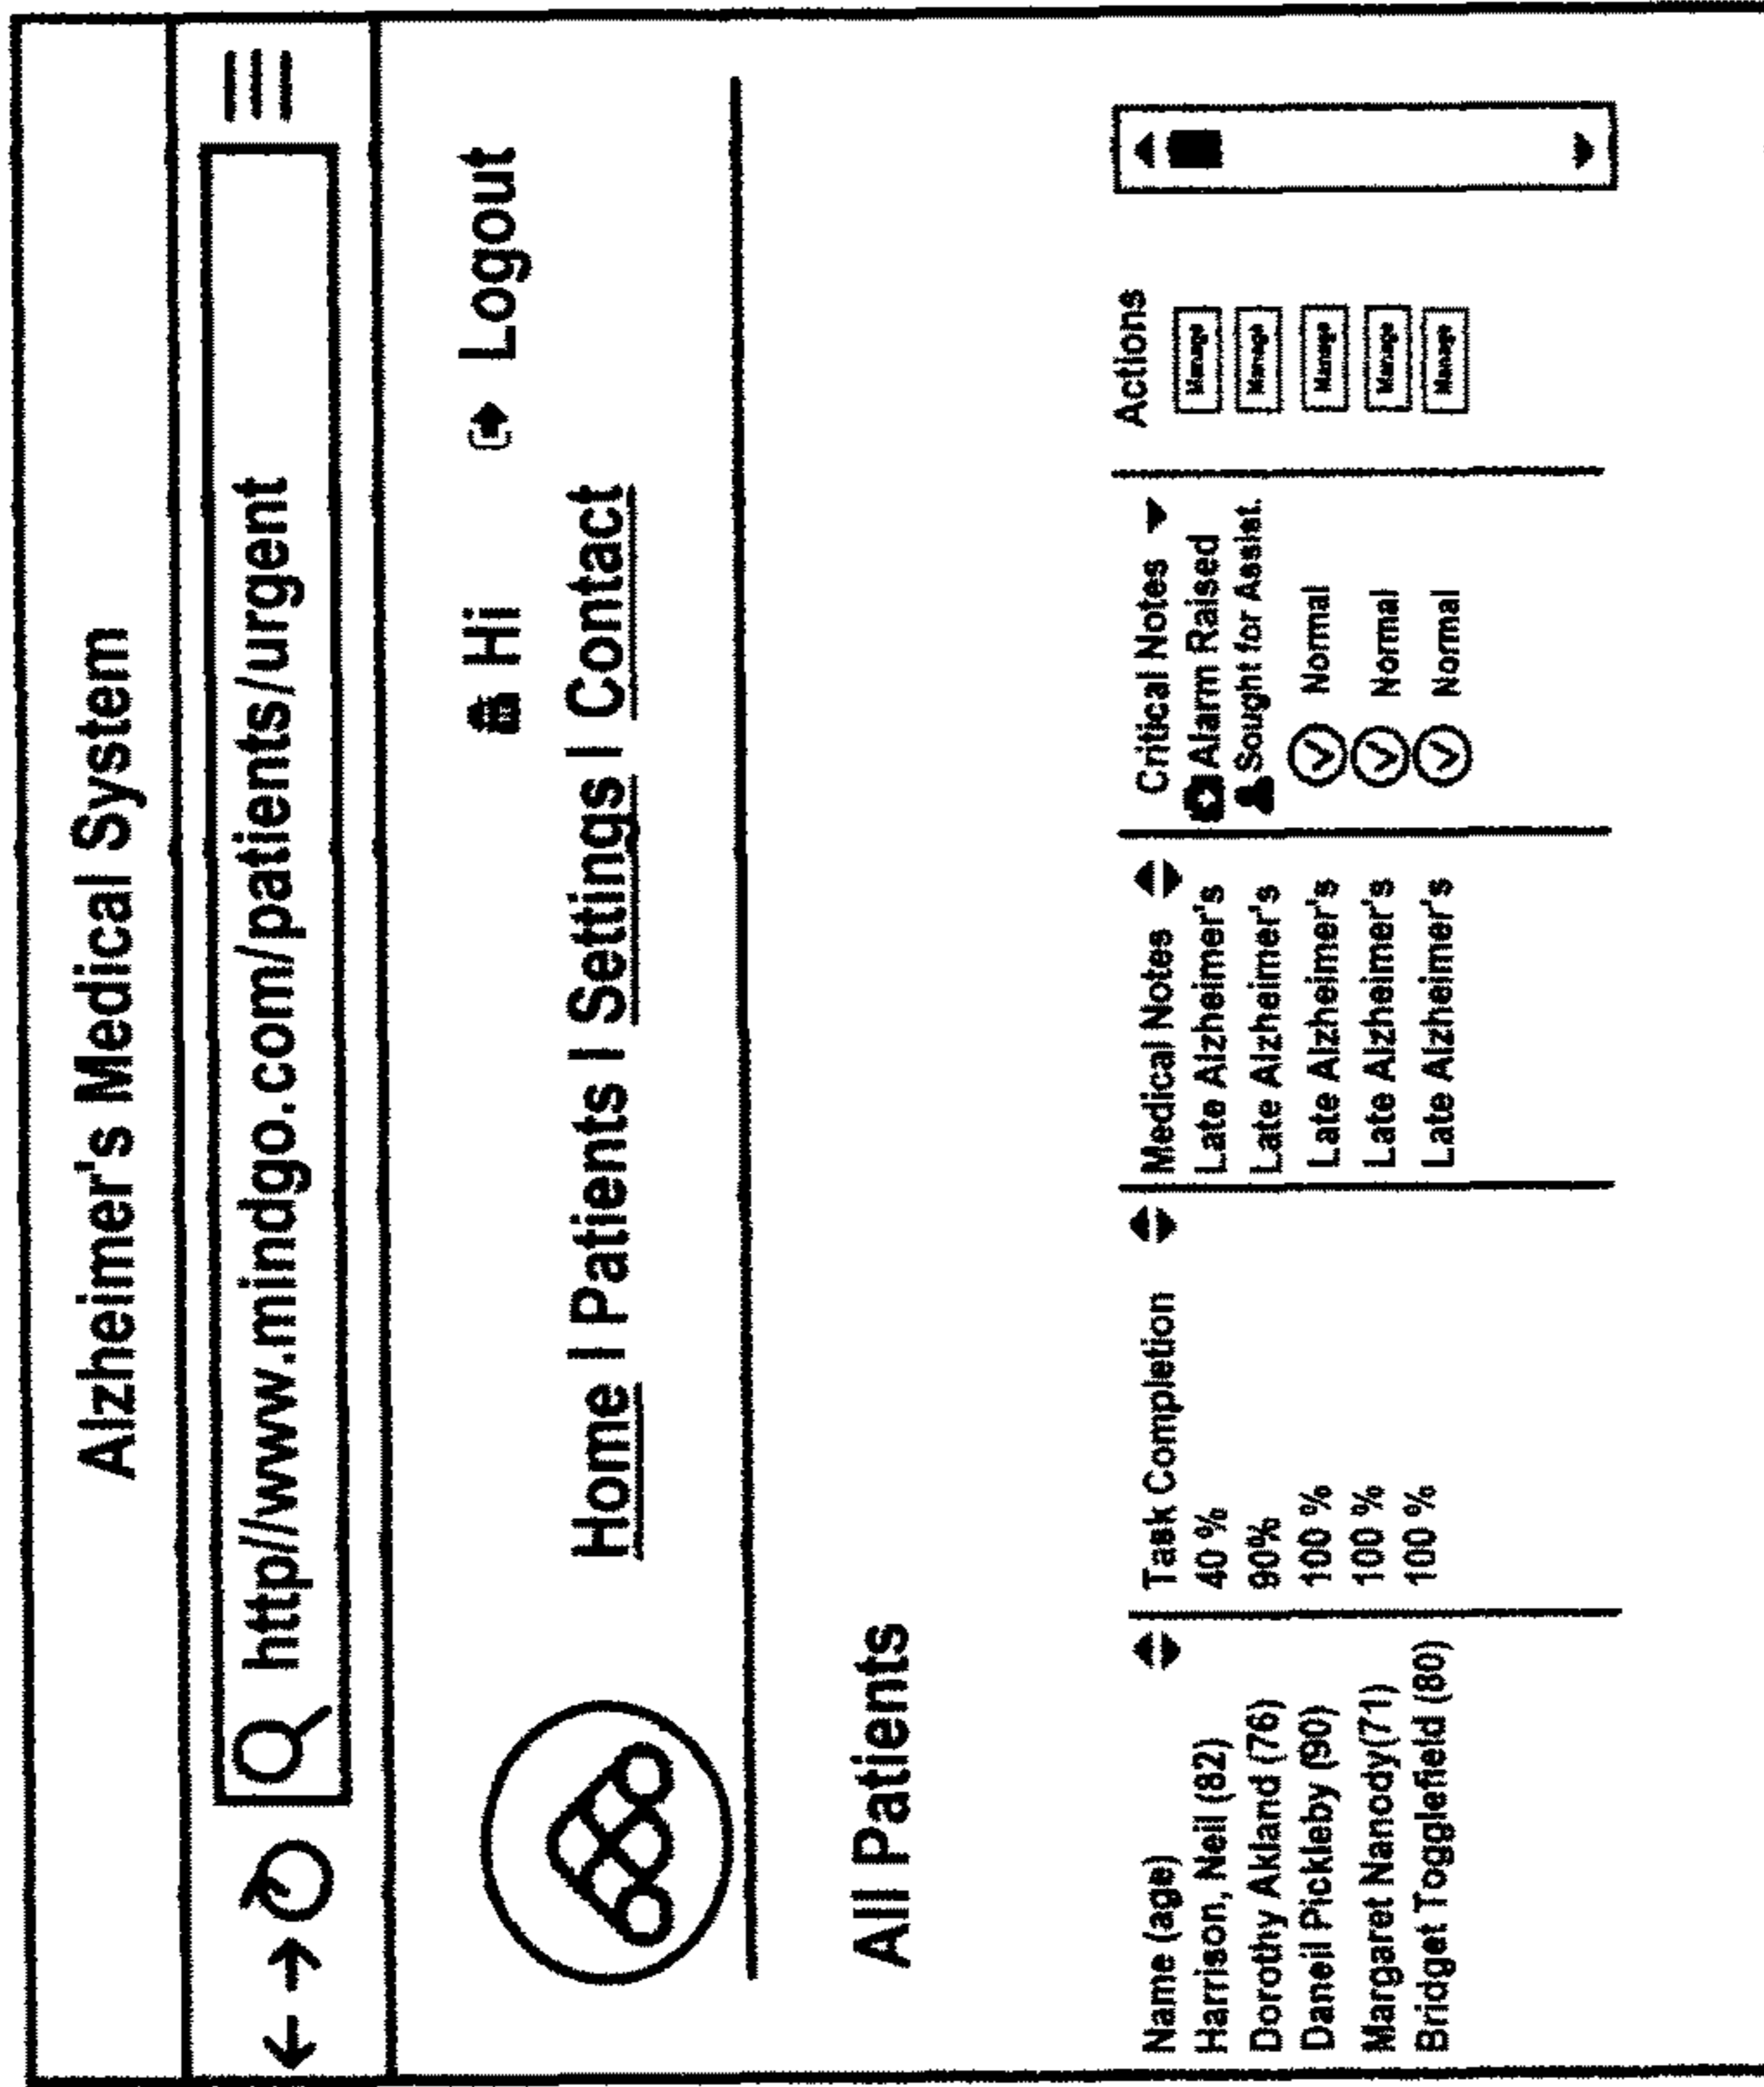 Alzheimer's Medical System
http//www.mindgo.com/patients/urgent
Hi Logout
Home | Patients | Settings | Contact
All Patients
Name (age) Task Completion Medical Notes Critical Notes Actions
Harrison, Neil (82) 40 % Late Alzheimer's Alarm Raised Manage
Dorothy Akland (76) 90% Late Alzheimer's Sought for Assist. Manage
Daneil Pickleby (90) 100 % Late Alzheimer's Normal Manage
Margaret Nanody(71) 100 % Late Alzheimer's Normal Manage
Bridget Togglefield (80) 100 % Late Alzheimer's Normal Manage